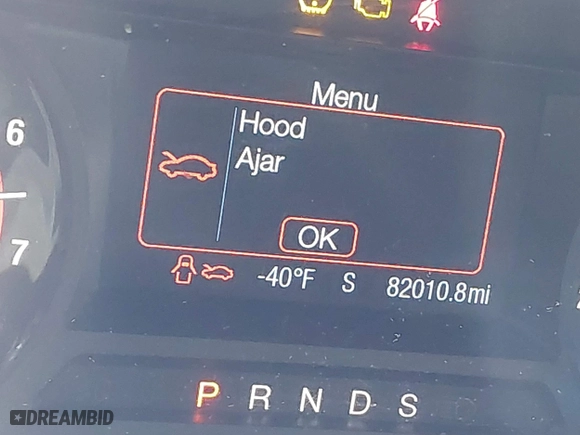 Menu
Hood
Ajar
OK
6
7
-40°F S 82010.8mi
P R N D S
DREAMBID